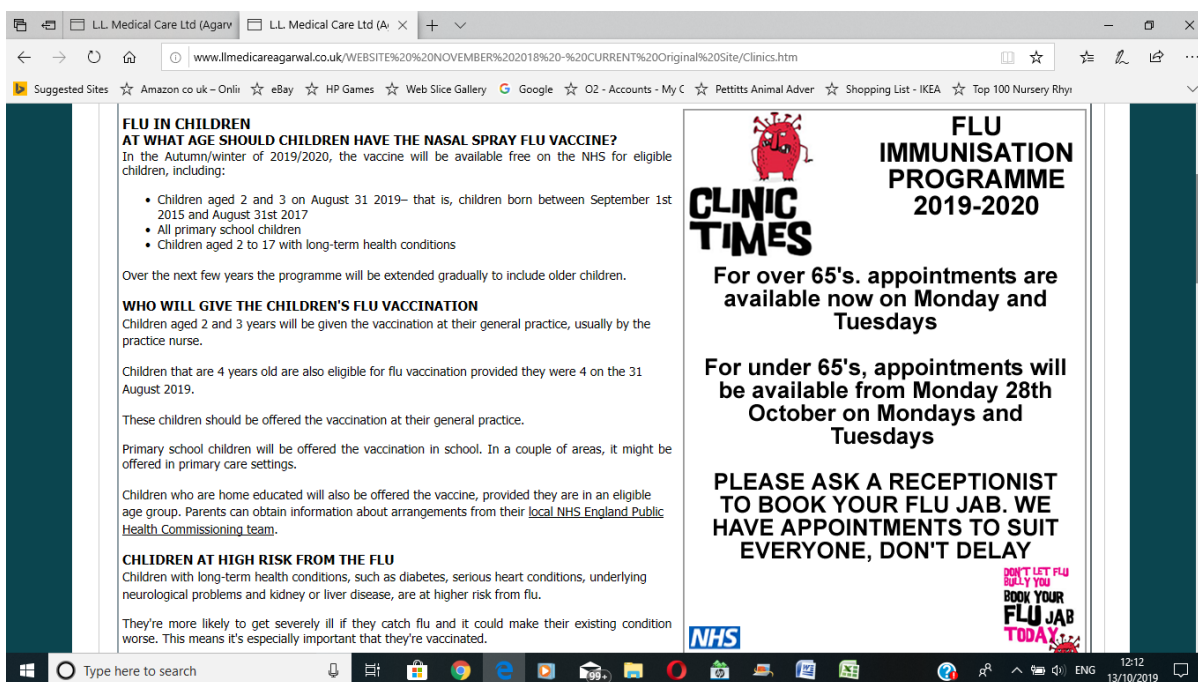 L.L. Medical Care Ltd (Agarw
L.L. Medical Care Ltd (A
www.llmedicareagarwal.co.uk/WEBSITE%20%20NOVEMBER%202018%20-%20CURRENT%20Original%20Site/Clinics.htm
Suggested Sites Amazon co uk – Onlin eBay HP Games Web Slice Gallery Google O2 - Accounts - My C Pettitts Animal Adver Shopping List - IKEA Top 100 Nursery Rhyr
FLU IN CHILDREN
AT WHAT AGE SHOULD CHILDREN HAVE THE NASAL SPRAY FLU VACCINE?
In the Autumn/winter of 2019/2020, the vaccine will be available free on the NHS for eligible
children, including:
• Children aged 2 and 3 on August 31 2019– that is, children born between September 1st
2015 and August 31st 2017
• All primary school children
• Children aged 2 to 17 with long-term health conditions
Over the next few years the programme will be extended gradually to include older children.
WHO WILL GIVE THE CHILDREN'S FLU VACCINATION
Children aged 2 and 3 years will be given the vaccination at their general practice, usually by the
practice nurse.
Children that are 4 years old are also eligible for flu vaccination provided they were 4 on the 31
August 2019.
These children should be offered the vaccination at their general practice.
Primary school children will be offered the vaccination in school. In a couple of areas, it might be
offered in primary care settings.
Children who are home educated will also be offered the vaccine, provided they are in an eligible
age group. Parents can obtain information about arrangements from their local NHS England Public
Health Commissioning team.
CHLIDREN AT HIGH RISK FROM THE FLU
Children with long-term health conditions, such as diabetes, serious heart conditions, underlying
neurological problems and kidney or liver disease, are at higher risk from flu.
They're more likely to get severely ill if they catch flu and it could make their existing condition
worse. This means it's especially important that they're vaccinated.
CLINIC
TIMES
FLU
IMMUNISATION
PROGRAMME
2019-2020
For over 65's. appointments are
available now on Monday and
Tuesdays
For under 65's, appointments will
be available from Monday 28th
October on Mondays and
Tuesdays
PLEASE ASK A RECEPTIONIST
TO BOOK YOUR FLU JAB. WE
HAVE APPOINTMENTS TO SUIT
EVERYONE, DON'T DELAY
DON'T LET FLU
BULLY YOU
BOOK YOUR
FLU JAB
TODAY
NHS
Type here to search
99+
ENG
12:12
13/10/2019